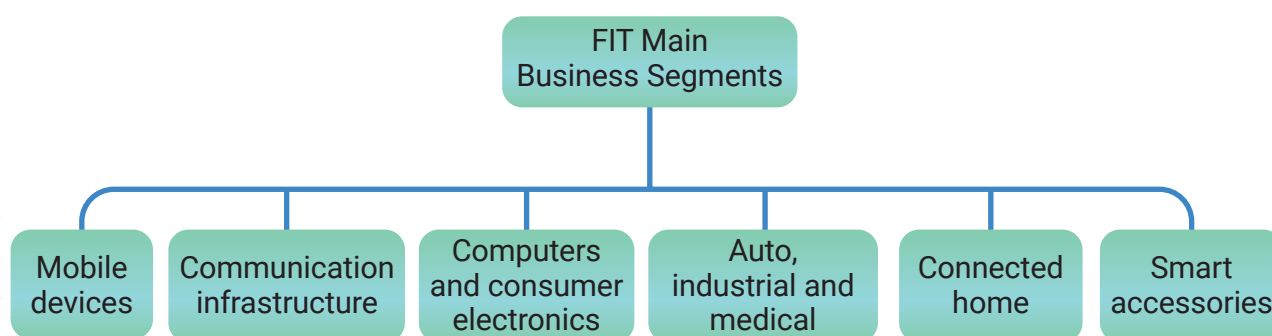 FIT Main
Business Segments
Mobile
devices
Communication
infrastructure
Computers
and consumer
electronics
Auto,
industrial and
medical
Connected
home
Smart
accessories